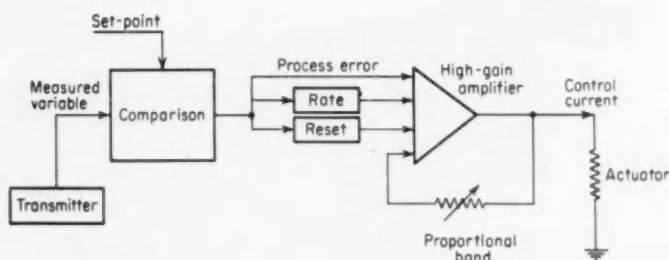 Set-point
Process error
High-gain
amplifier
Control
current
Measured
variable
Comparison
Rate
Reset
Actuator
Transmitter
Proportional
band